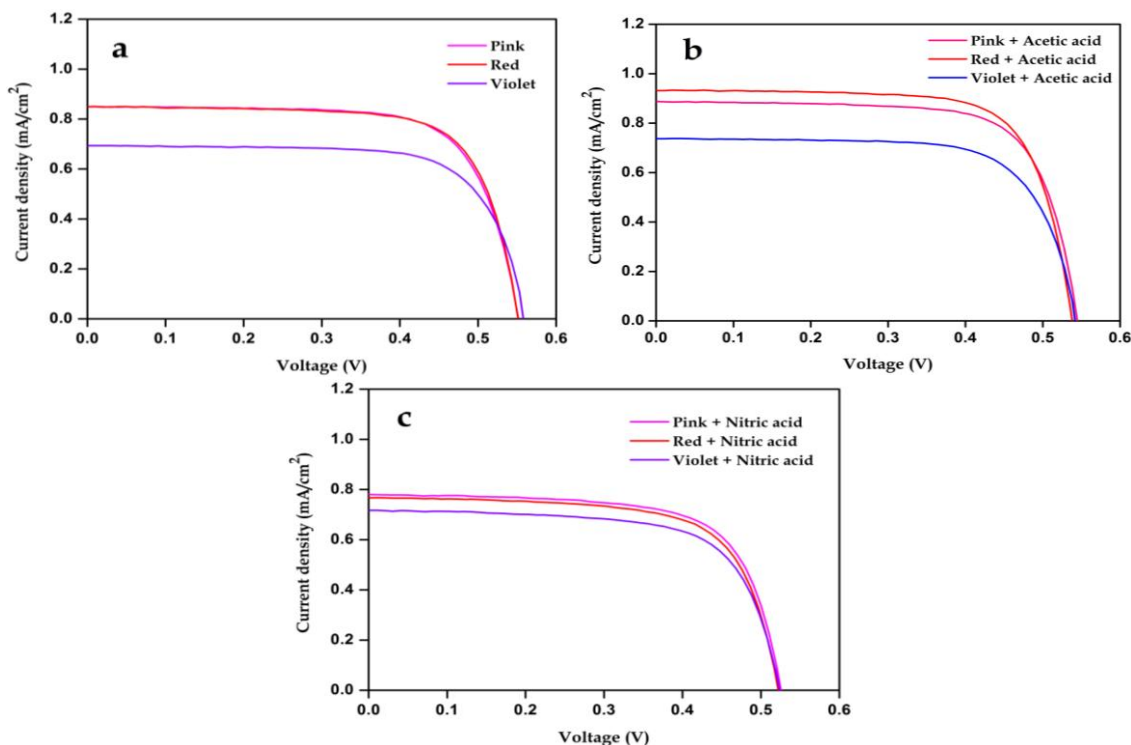 a
Pink
Red
Violet
1.2
1.0
0.8
0.6
0.4
0.2
0.0
Current density (mA/cm²)
0.0 0.1 0.2 0.3 0.4 0.5 0.6
Voltage (V)
b
Pink + Acetic acid
Red + Acetic acid
Violet + Acetic acid
1.2
1.0
0.8
0.6
0.4
0.2
0.0
Current density (mA/cm²)
0.0 0.1 0.2 0.3 0.4 0.5 0.6
Voltage (V)
c
Pink + Nitric acid
Red + Nitric acid
Violet + Nitric acid
1.2
1.0
0.8
0.6
0.4
0.2
0.0
Current density (mA/cm²)
0.0 0.1 0.2 0.3 0.4 0.5 0.6
Voltage (V)